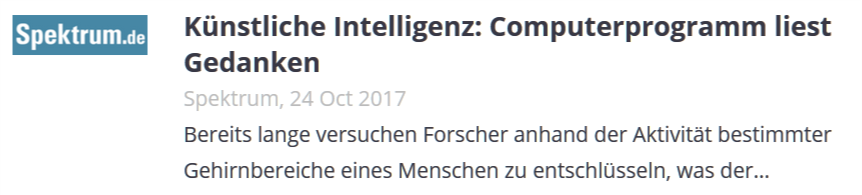 Spektrum.de
Künstliche Intelligenz: Computerprogramm liest
Gedanken
Spektrum, 24 Oct 2017
Bereits lange versuchen Forscher anhand der Aktivität bestimmter
Gehirnbereiche eines Menschen zu entschlüsseln, was der...